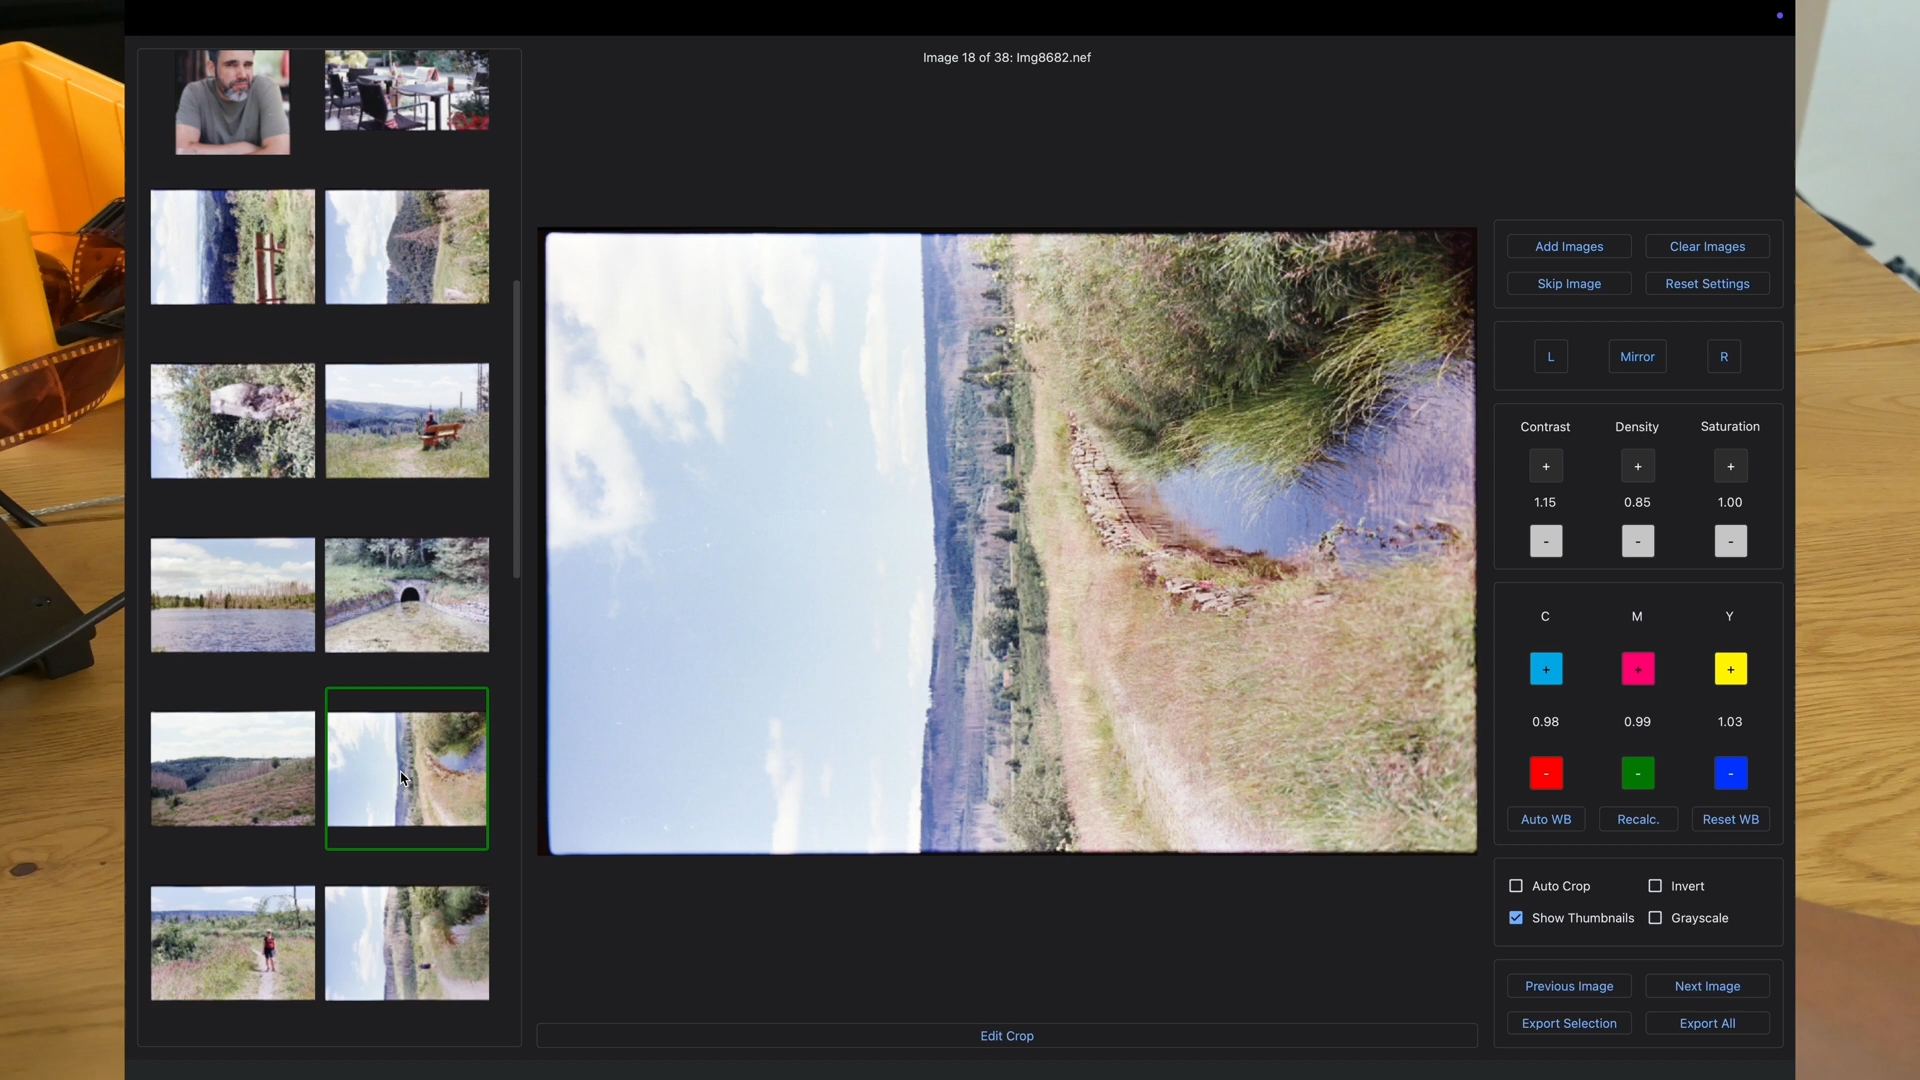 Image 18 of 38: Img8682.nef
Add Images
Clear Images
Skip Image
Reset Settings
L
Mirror
R
Contrast
Density
Saturation
+
+
+
1.15
0.85
1.00
-
-
-
C
M
Y
+
+
+
0.98
0.99
1.03
-
-
-
Auto WB
Recalc.
Reset WB
Auto Crop
Invert
Show Thumbnails
Grayscale
Previous Image
Next Image
Export Selection
Export All
Edit Crop